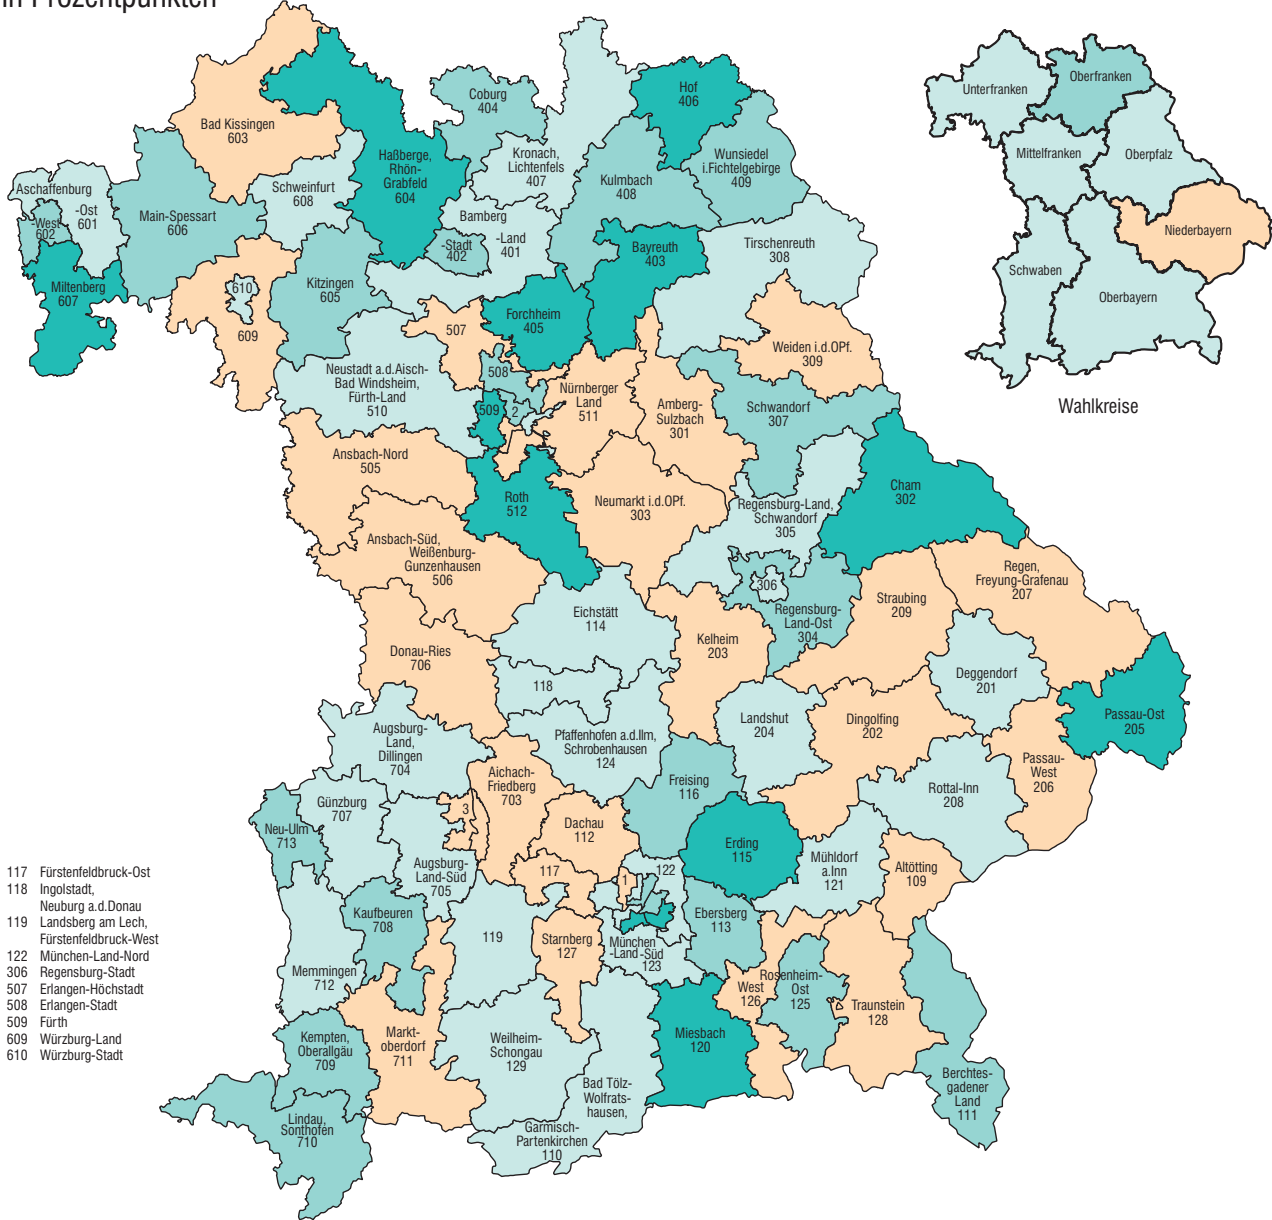 in Prozentpunkten
Coburg
404
Hof
406
Bad Kissingen
603
Haßberge,
Rhön-
Grabfeld
604
Kronach,
Lichtenfels
407
Kulmbach
408
Wunsiedel
i.Fichtelgebirge
409
Aschaffenburg
-Ost
601
-West
602
Main-Spessart
606
Schweinfurt
608
Bamberg
-Stadt
402
-Land
401
Bayreuth
403
Tirschenreuth
308
Miltenberg
607
610
609
Kitzingen
605
Forchheim
405
507
508
Neustadt a.d.Aisch-
Bad Windsheim,
Fürth-Land
510
509
2
Nürnberger
Land
511
Amberg-
Sulzbach
301
Weiden i.d.OPf.
309
Schwandorf
307
Ansbach-Nord
505
Roth
512
Neumarkt i.d.OPf.
303
Regensburg-Land,
Schwandorf
305
Cham
302
Ansbach-Süd,
Weißenburg-
Gunzenhausen
506
306
Regensburg-
Land-Ost
304
Straubing
209
Regen,
Freyung-Grafenau
207
Eichstätt
114
Kelheim
203
Donau-Ries
706
118
Deggendorf
201
Passau-Ost
205
Landshut
204
Dingolfing
202
Passau-
West
206
Augsburg-
Land,
Dillingen
704
Pfaffenhofen a.d.Ilm,
Schrobenhausen
124
Aichach-
Friedberg
703
Freising
116
Rottal-Inn
208
Günzburg
707
3
Neu-Ulm
713
Dachau
112
Erding
115
Mühldorf
a.Inn
121
Altötting
109
Augsburg-
Land-Süd
705
117
1
122
Kaufbeuren
708
119
Starnberg
127
München
-Land-Süd
123
Ebersberg
113
Memmingen
712
Rosenheim-
West
126
Ost
125
Traunstein
128
Kempten,
Oberallgäu
709
Markt-
oberdorf
711
Weilheim-
Schongau
129
Miesbach
120
Bad Tölz-
Wolfrats-
hausen,
Garmisch-
Partenkirchen
110
Berchtes-
gadener
Land
111
Lindau,
Sonthofen
710
Unterfranken
Oberfranken
Mittelfranken
Oberpfalz
Niederbayern
Schwaben
Oberbayern
Wahlkreise
117 Fürstenfeldbruck-Ost
118 Ingolstadt,
Neuburg a.d.Donau
119 Landsberg am Lech,
Fürstenfeldbruck-West
122 München-Land-Nord
306 Regensburg-Stadt
507 Erlangen-Höchstadt
508 Erlangen-Stadt
509 Fürth
609 Würzburg-Land
610 Würzburg-Stadt